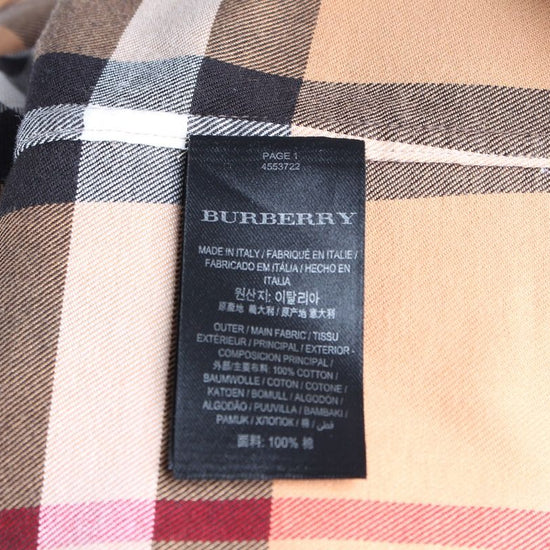 PAGE 1
4553722
BURBERRY
MADE IN ITALY / FABRIQUÉ EN ITALIE /
FABRICADO EM ITÁLIA / HECHO EN
ITALIA
원산지: 이탈리아
原產地 義大利 / 原产地 意大利
OUTER / MAIN FABRIC / TISSU
EXTÉRIEUR / PRINCIPAL / EXTERIOR -
COMPOSICION PRINCIPAL /
外部/主要布料: 100% COTTON /
BAUMWOLLE / COTON / COTONE /
KATOEN / BOMULL / ALGODÓN /
ALGODÃO / PUUVILLA / BAMBAKI /
PAMUK / ХЛОПОК / 棉 / قطن
面料: 100% 棉